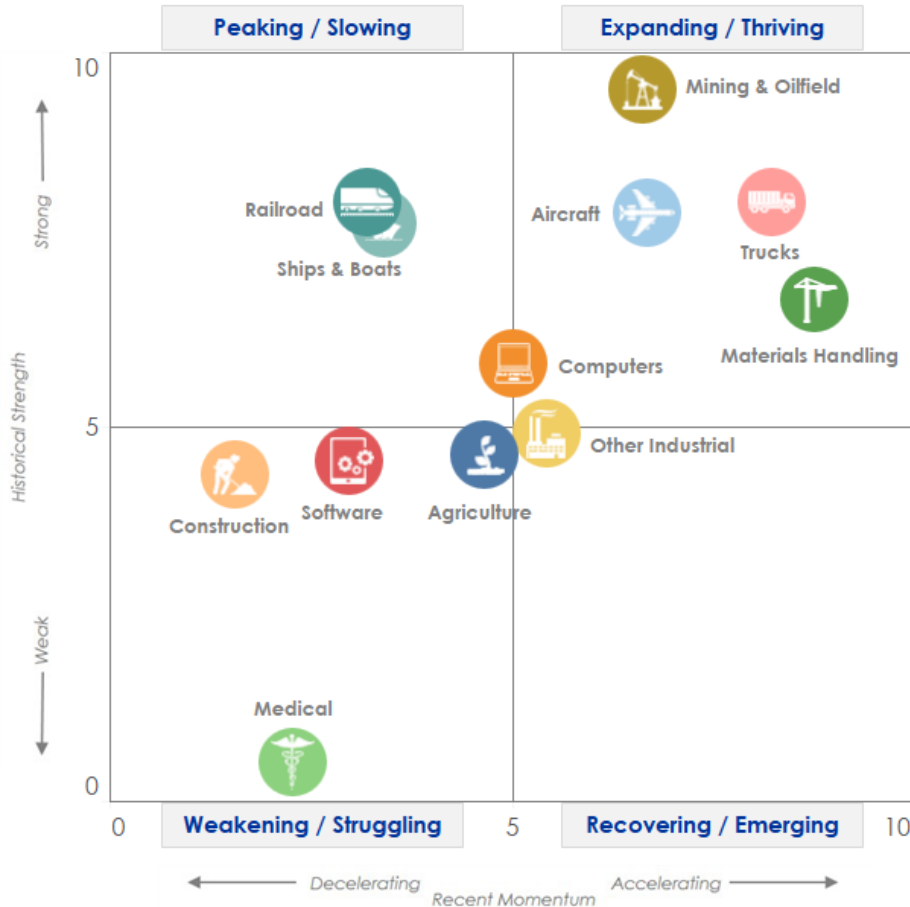 Peaking / Slowing
Expanding / Thriving
10
Mining & Oilfield
Strong
Railroad
Aircraft
Ships & Boats
Trucks
Materials Handling
Computers
Historical Strength
5
Other Industrial
Construction
Software
Agriculture
Weak
Medical
0
0
Weakening / Struggling
5
Recovering / Emerging
10
Decelerating
Recent Momentum
Accelerating